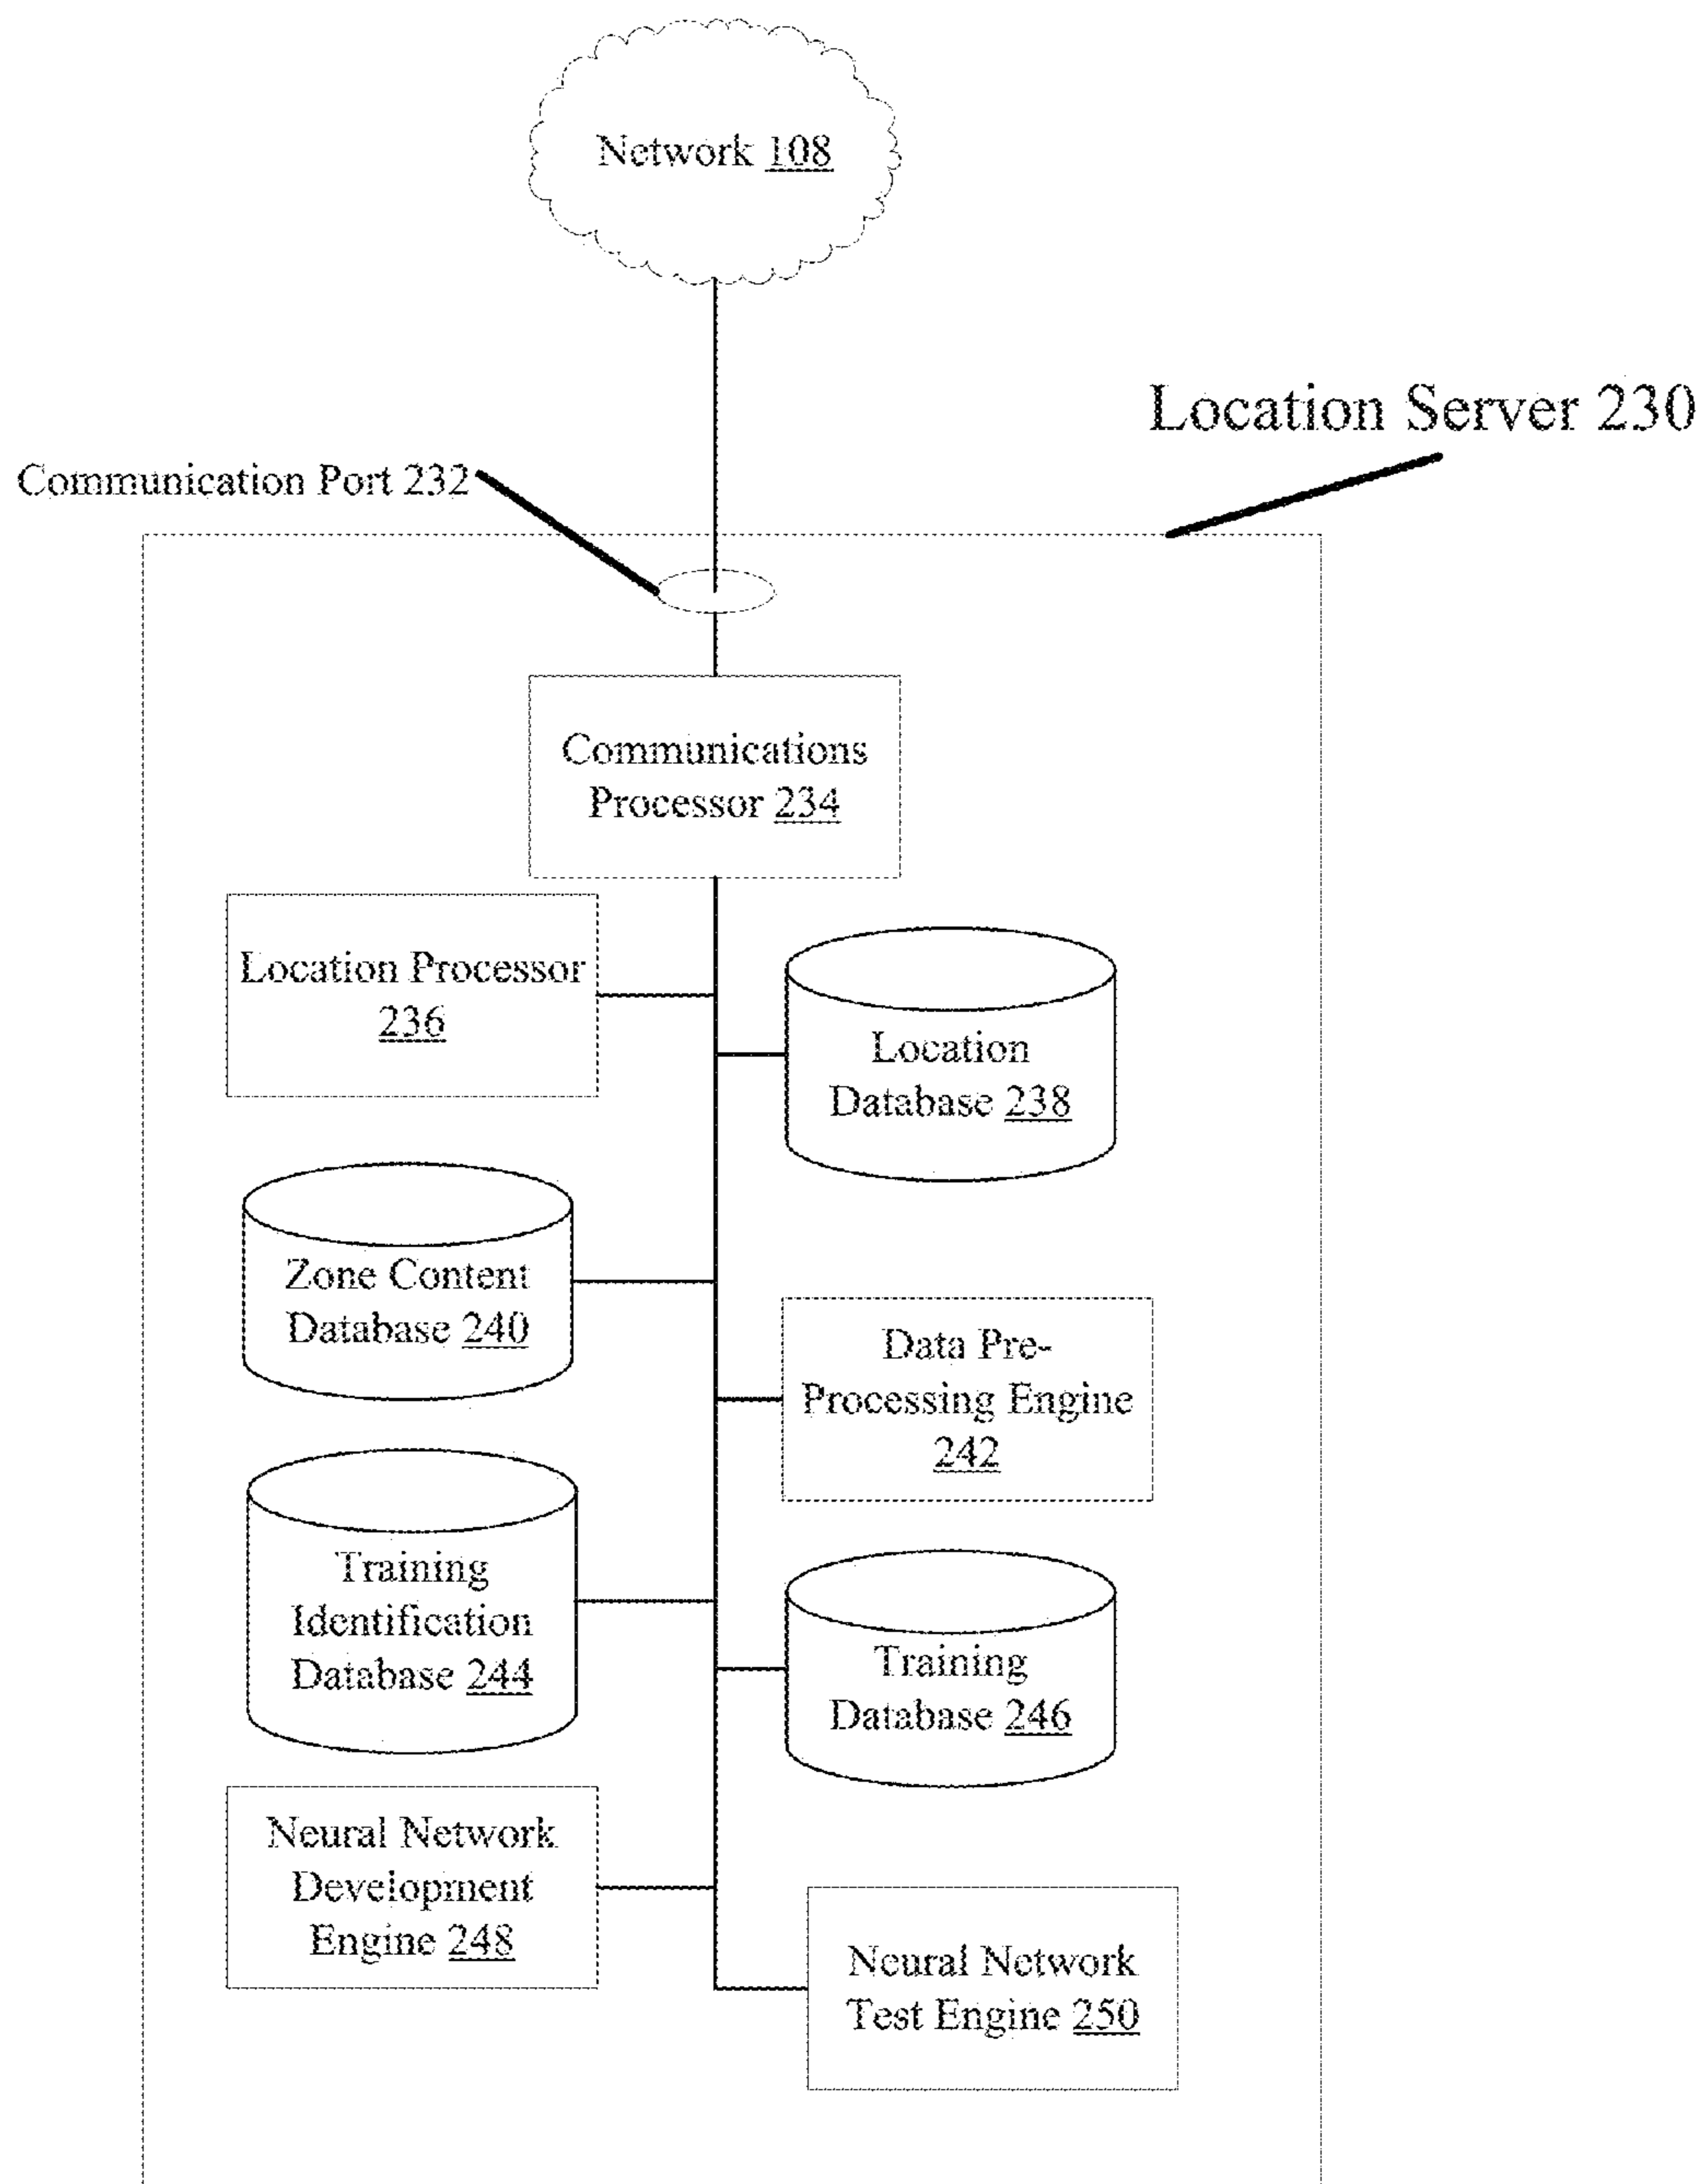 Network 108
Location Server 230
Communication Port 232
Communications
Processor 234
Location Processor
236
Location
Database 238
Zone Content
Database 240
Data Pre-
Processing Engine
242
Training
Identification
Database 244
Training
Database 246
Neural Network
Development
Engine 248
Neural Network
Test Engine 250